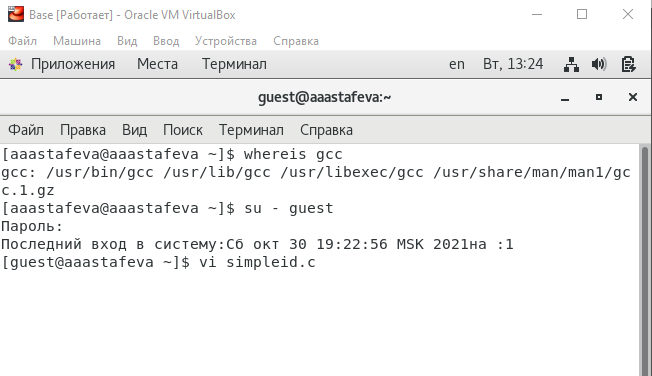 Base [Работает] - Oracle VM VirtualBox
Файл Машина Вид Ввод Устройства Справка
Приложения Места Терминал en Вт, 13:24
guest@aaastafeva:~
Файл Правка Вид Поиск Терминал Справка
[aaastafeva@aaastafeva ~]$ whereis gcc
gcc: /usr/bin/gcc /usr/lib/gcc /usr/libexec/gcc /usr/share/man/man1/gc
c.1.gz
[aaastafeva@aaastafeva ~]$ su - guest
Пароль:
Последний вход в систему:Сб окт 30 19:22:56 MSK 2021на :1
[guest@aaastafeva ~]$ vi simpleid.c